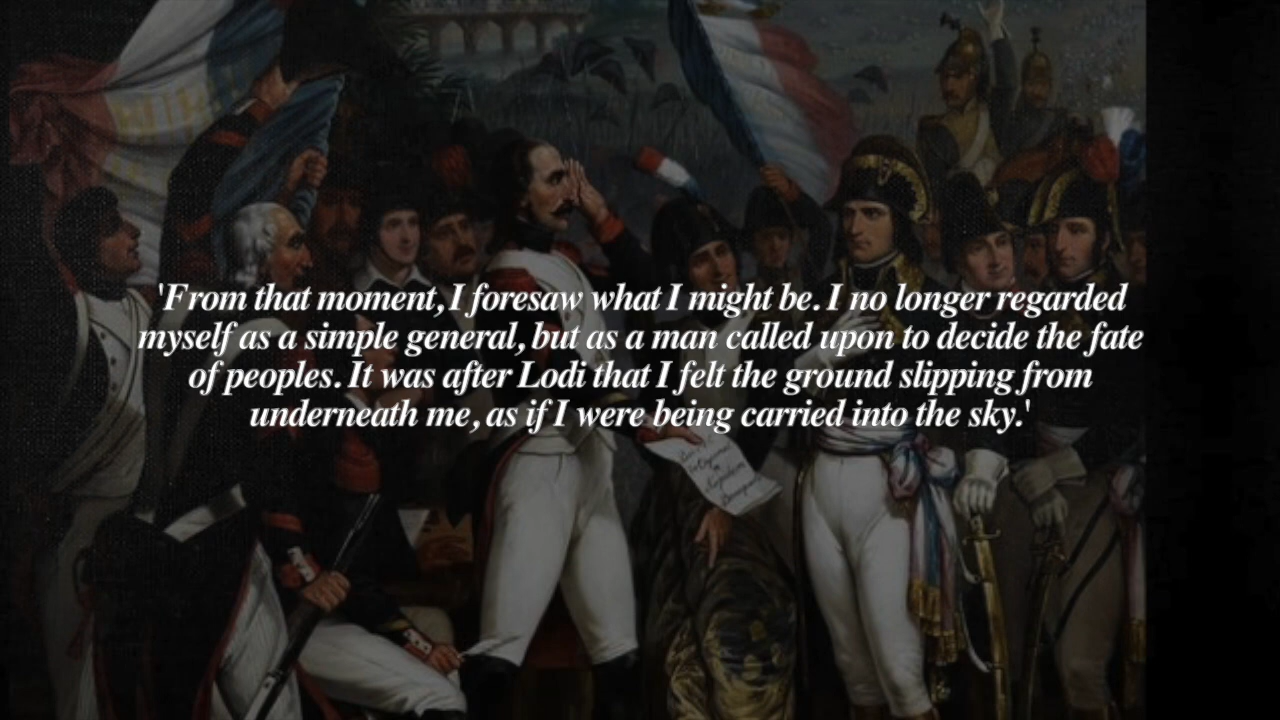 'From that moment, I foresaw what I might be. I no longer regarded
myself as a simple general, but as a man called upon to decide the fate
of peoples. It was after Lodi that I felt the ground slipping from
underneath me, as if I were being carried into the sky.'